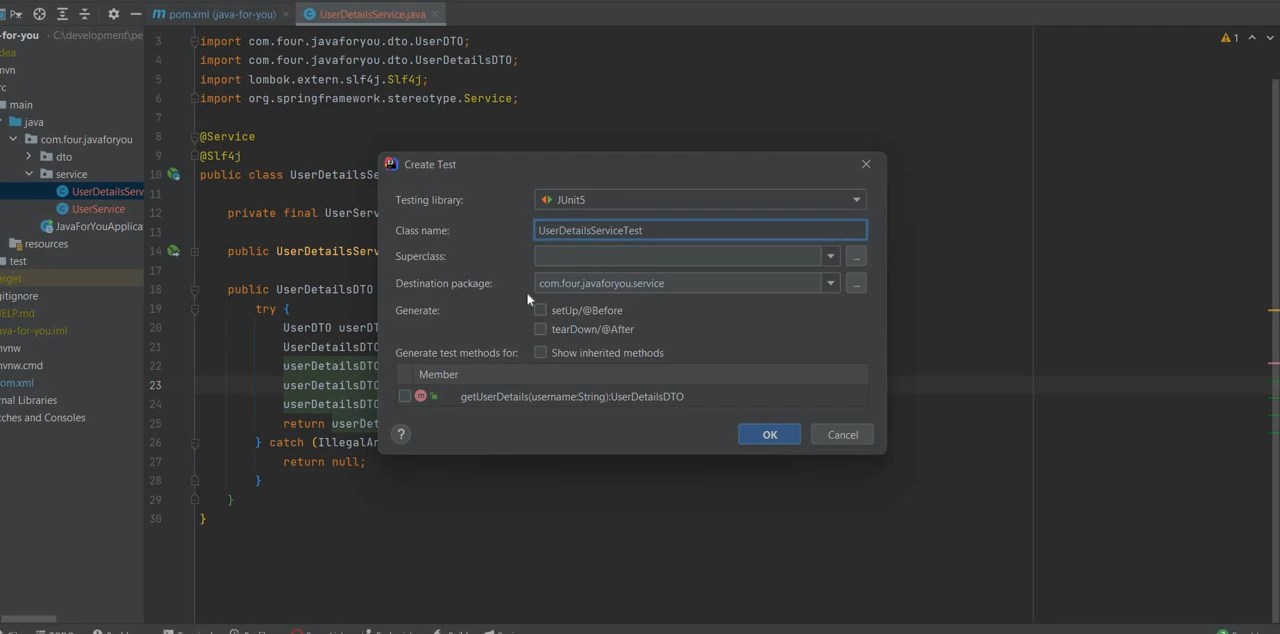 pom.xml (java-for-you)
UserDetailsService.java
for-you - C:\development\pe
dea
mvn
rc
main
java
com.four.javaforyou
dto
service
UserDetailsServ
UserService
JavaForYouApplica
resources
test
arget
gitignore
HELP.md
ava-for-you.iml
nvnw
nvnw.cmd
om.xml
rnal Libraries
tches and Consoles
1
3 import com.four.javaforyou.dto.UserDTO;
4 import com.four.javaforyou.dto.UserDetailsDTO;
5 import lombok.extern.slf4j.Slf4j;
6 import org.springframework.stereotype.Service;
7
8 @Service
9 @Slf4j
10 public class UserDetailsSe
11
12 private final UserServ
13
14 public UserDetailsServ
17
18 public UserDetailsDTO
19 try {
20 UserDTO userDT
21 UserDetailsDTO
22 userDetailsDTO
23 userDetailsDTO
24 userDetailsDTO
25 return userDet
26 } catch (IllegalAr
27 return null;
28 }
29 }
30 }
Create Test
Testing library: JUnit5
Class name: UserDetailsServiceTest
Superclass: ...
Destination package: com.four.javaforyou.service ...
Generate: setUp/@Before
tearDown/@After
Generate test methods for: Show inherited methods
Member
m getUserDetails(username:String):UserDetailsDTO
? OK Cancel